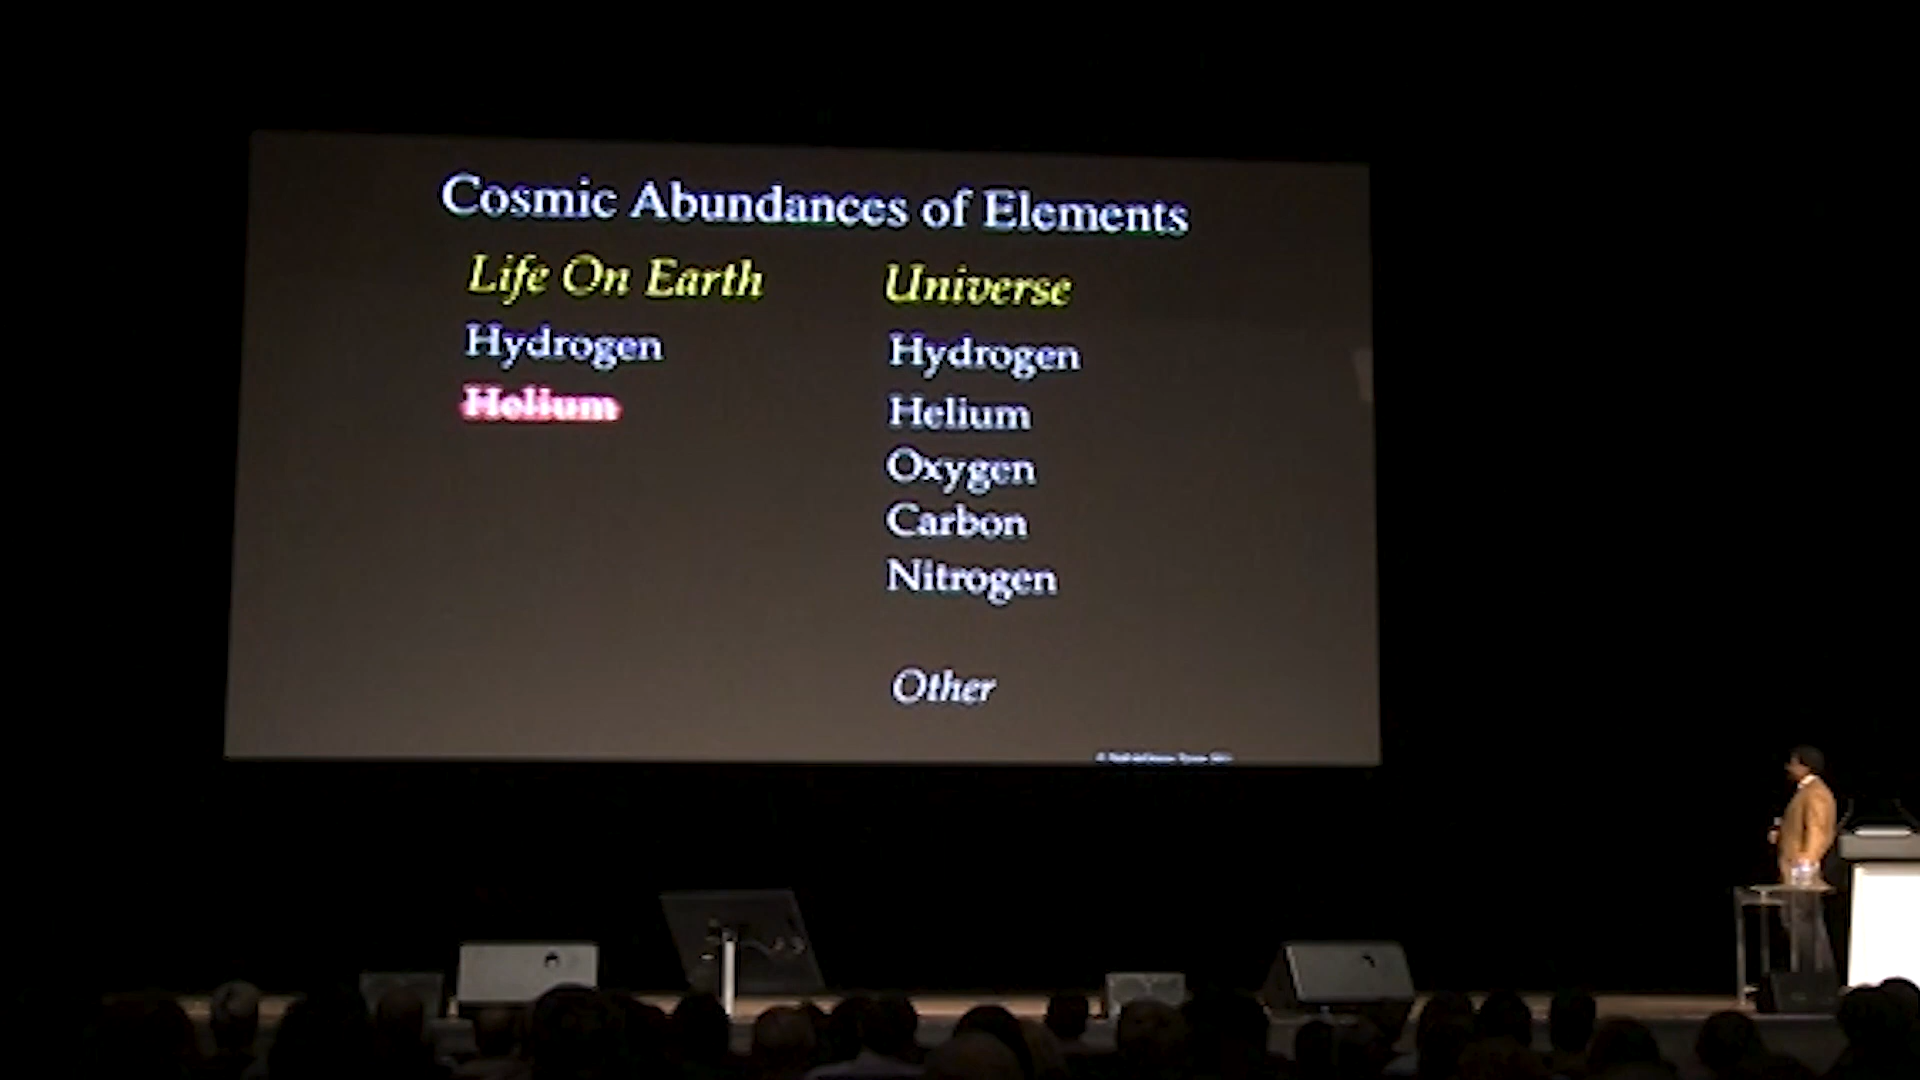 Cosmic Abundances of Elements
Life On Earth
Hydrogen
Helium
Universe
Hydrogen
Helium
Oxygen
Carbon
Nitrogen
Other